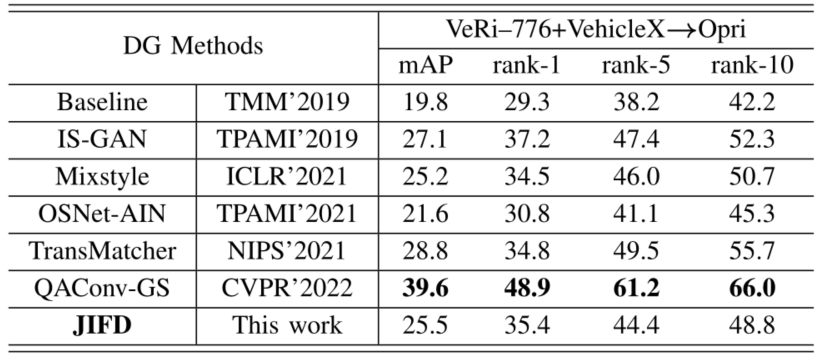 DG Methods VeRi–776+VehicleX→Opri
mAP rank-1 rank-5 rank-10
Baseline TMM'2019 19.8 29.3 38.2 42.2
IS-GAN TPAMI'2019 27.1 37.2 47.4 52.3
Mixstyle ICLR'2021 25.2 34.5 46.0 50.7
OSNet-AIN TPAMI'2021 21.6 30.8 41.1 45.3
TransMatcher NIPS'2021 28.8 34.8 49.5 55.7
QAConv-GS CVPR'2022 39.6 48.9 61.2 66.0
JIFD This work 25.5 35.4 44.4 48.8